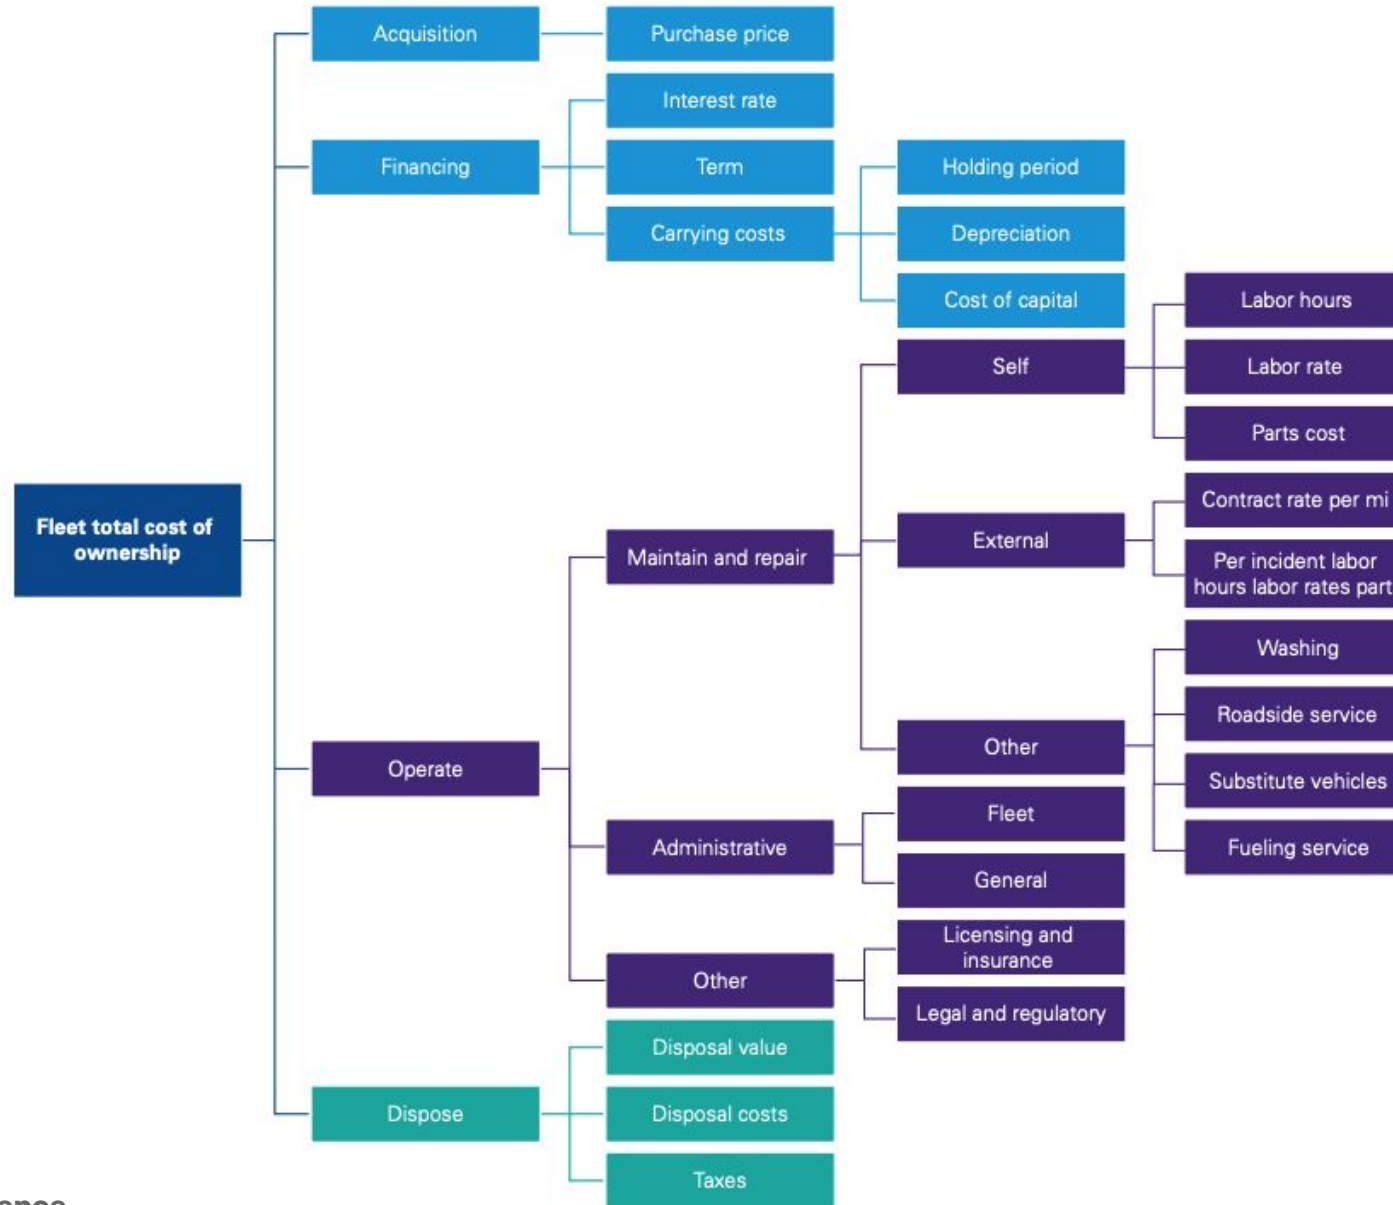 Acquisition
Purchase price
Interest rate
Financing
Term
Holding period
Carrying costs
Depreciation
Cost of capital
Labor hours
Self
Labor rate
Parts cost
Contract rate per mi
Fleet total cost of
ownership
Maintain and repair
External
Per incident labor
hours labor rates part
Washing
Roadside service
Other
Operate
Substitute vehicles
Fleet
Administrative
Fueling service
General
Licensing and
insurance
Other
Legal and regulatory
Disposal value
Dispose
Disposal costs
Taxes